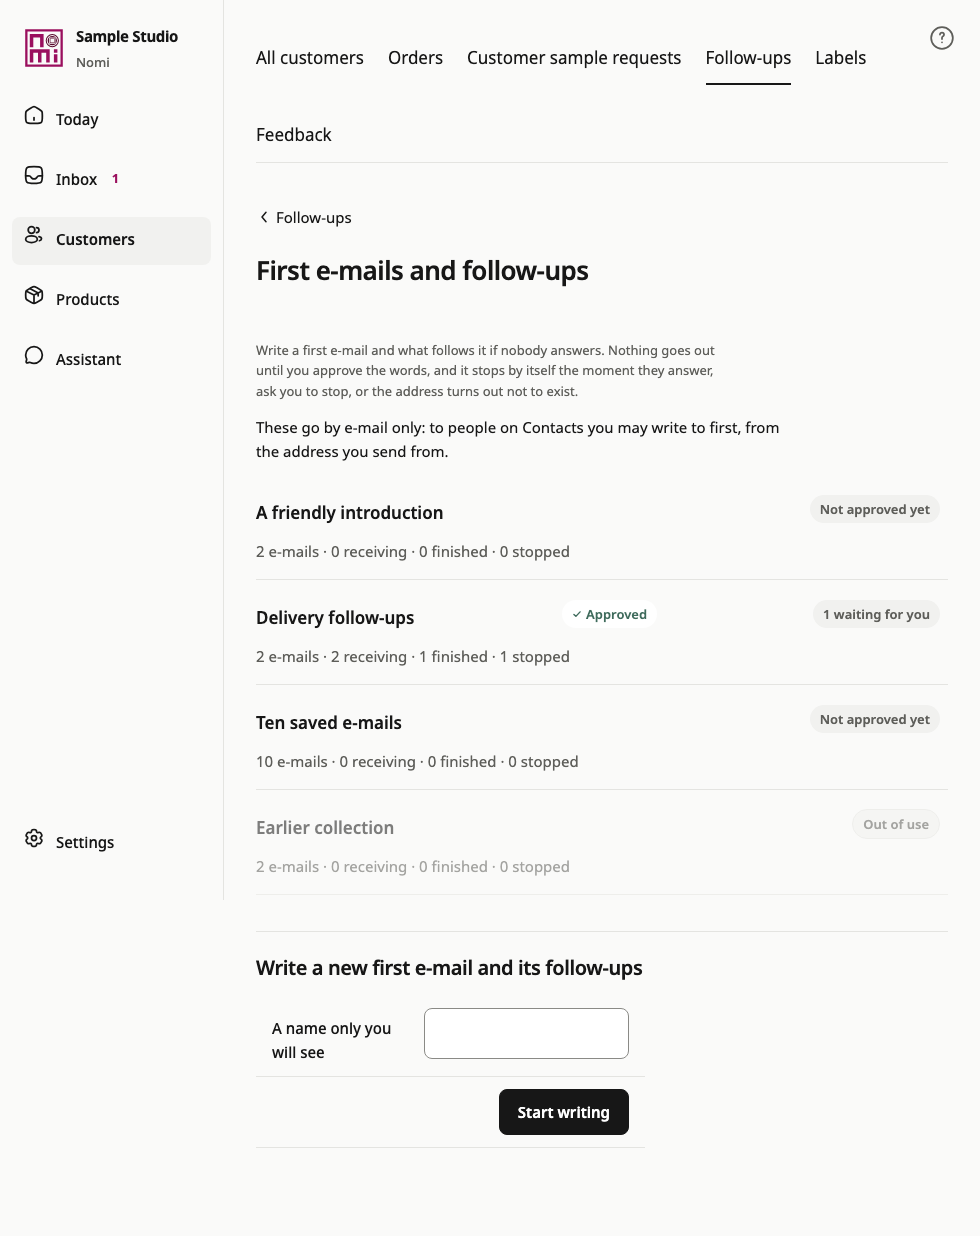 Sample Studio
Nomi
Today
Inbox 1
Customers
Products
Assistant
Settings
All customers Orders Customer sample requests Follow-ups Labels
Feedback
Follow-ups
First e-mails and follow-ups
Write a first e-mail and what follows it if nobody answers. Nothing goes out
until you approve the words, and it stops by itself the moment they answer,
ask you to stop, or the address turns out not to exist.
These go by e-mail only: to people on Contacts you may write to first, from
the address you send from.
A friendly introduction Not approved yet
2 e-mails · 0 receiving · 0 finished · 0 stopped
Delivery follow-ups ✓ Approved 1 waiting for you
2 e-mails · 2 receiving · 1 finished · 1 stopped
Ten saved e-mails Not approved yet
10 e-mails · 0 receiving · 0 finished · 0 stopped
Earlier collection Out of use
2 e-mails · 0 receiving · 0 finished · 0 stopped
Write a new first e-mail and its follow-ups
A name only you
will see
Start writing